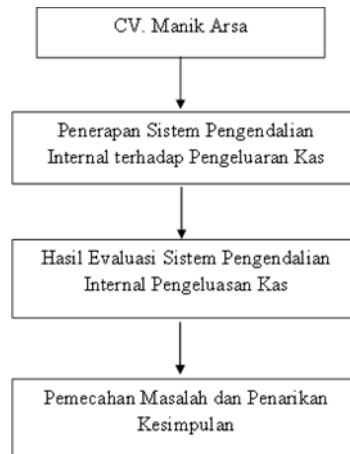 CV. Manik Arsa
Penerapan Sistem Pengendalian
Internal terhadap Pengeluaran Kas
Hasil Evaluasi Sistem Pengendalian
Internal Pengeluasan Kas
Pemecahan Masalah dan Penarikan
Kesimpulan